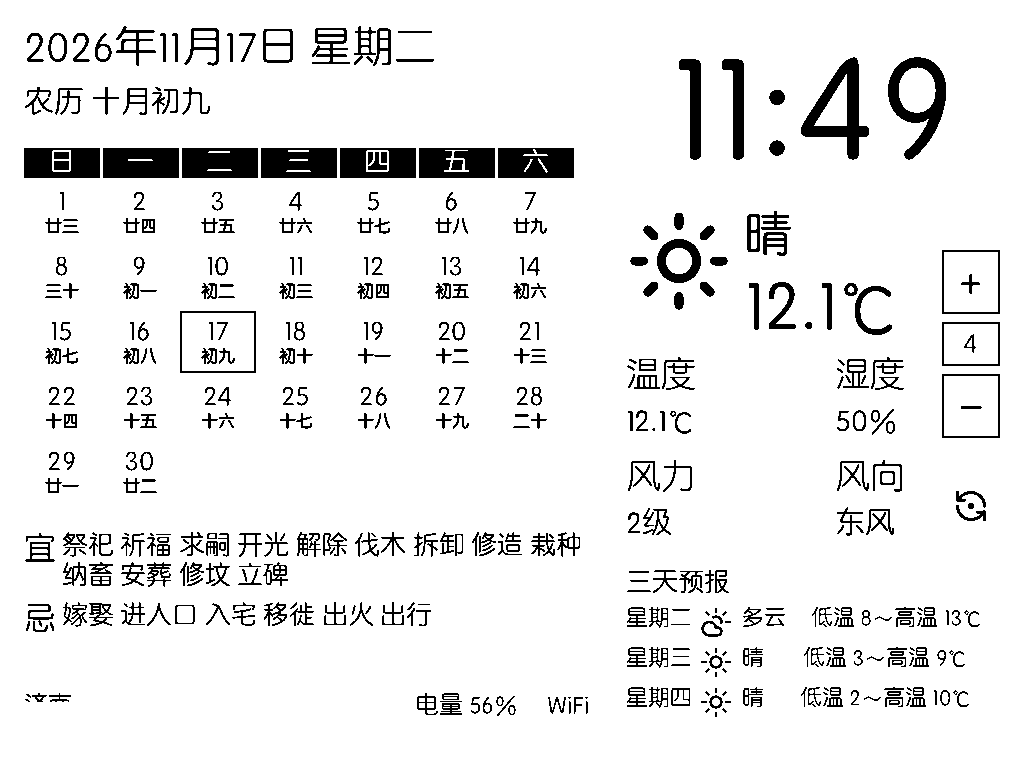 2026年11月17日 星期二
农历 十月初九
日 一 二 三 四 五 六
1 2 3 4 5 6 7
廿三 廿四 廿五 廿六 廿七 廿八 廿九
8 9 10 11 12 13 14
三十 初一 初二 初三 初四 初五 初六
15 16 17 18 19 20 21
初七 初八 初九 初十 十一 十二 十三
22 23 24 25 26 27 28
十四 十五 十六 十七 十八 十九 二十
29 30
廿一 廿二
宜 祭祀 祈福 求嗣 开光 解除 伐木 拆卸 修造 栽种
纳畜 安葬 修坟 立碑
忌 嫁娶 进人口 入宅 移徙 出火 出行
电量 56% WiFi
11:49
晴
12.1℃
+
4
−
温度 湿度
12.1℃ 50%
风力 风向
2级 东风
三天预报
星期二 多云 低温 8～高温 13℃
星期三 晴 低温 3～高温 9℃
星期四 晴 低温 2～高温 10℃